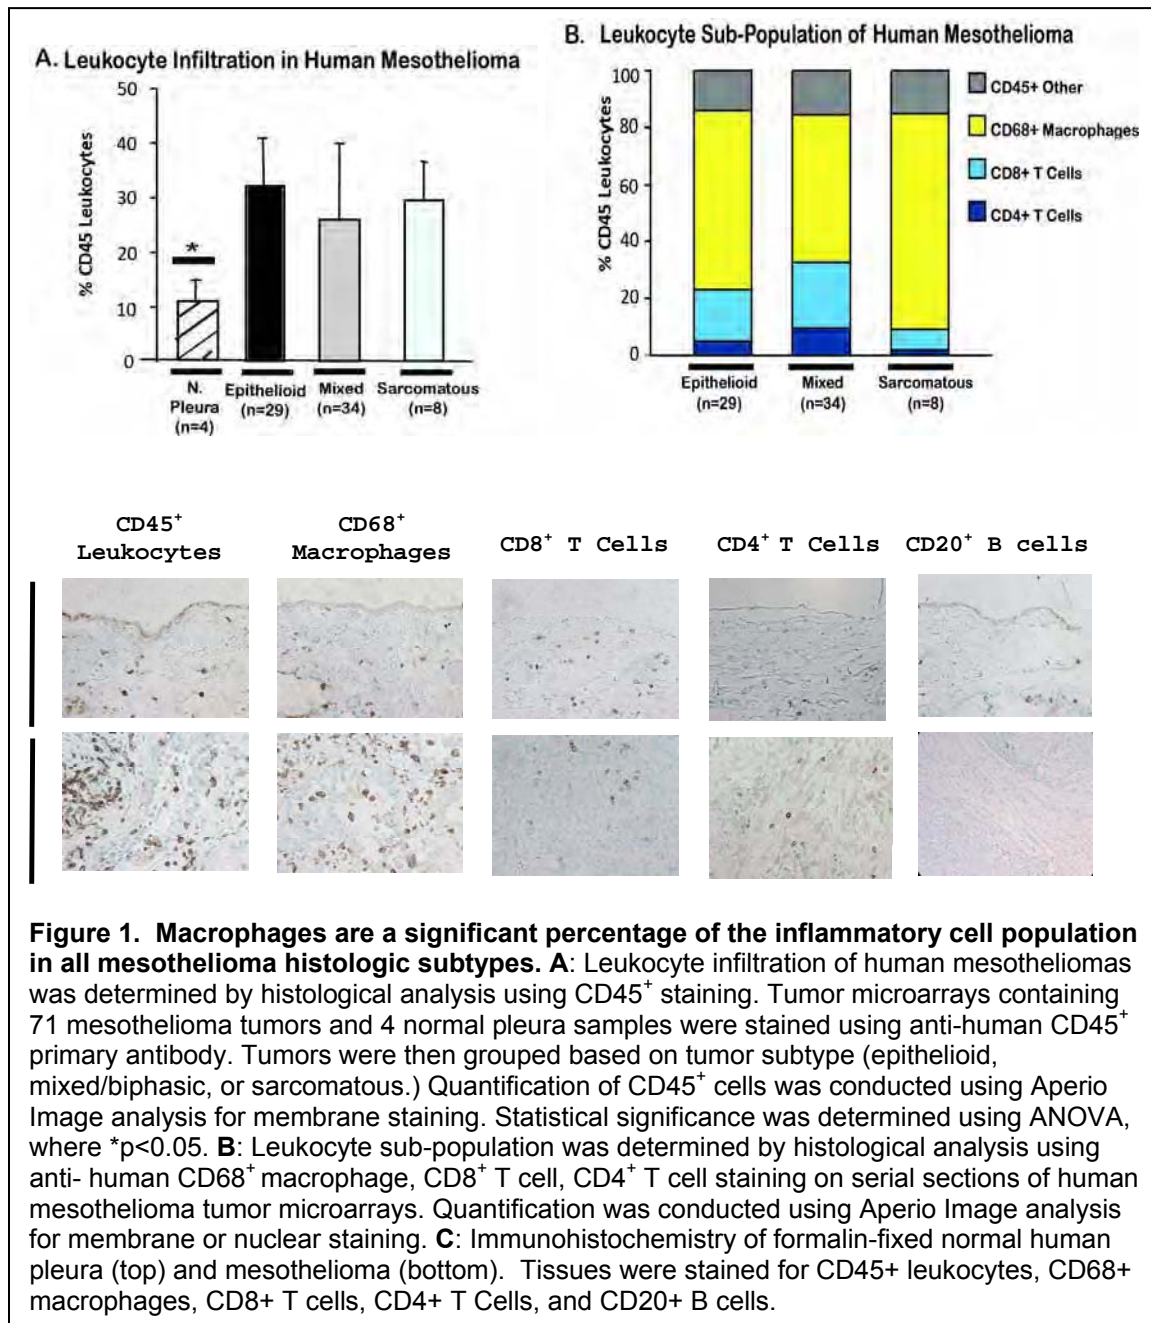 A. Leukocyte Infiltration in Human Mesothelioma
% CD45 Leukocytes
50
40
30
20
10
0
*
N. Pleura (n=4)
Epithelioid (n=29)
Mixed (n=34)
Sarcomatous (n=8)
B. Leukocyte Sub-Population of Human Mesothelioma
% CD45 Leukocytes
100
80
60
40
20
0
Epithelioid (n=29)
Mixed (n=34)
Sarcomatous (n=8)
CD45+ Other
CD68+ Macrophages
CD8+ T Cells
CD4+ T Cells
CD45⁺ Leukocytes
CD68⁺ Macrophages
CD8⁺ T Cells
CD4⁺ T Cells
CD20⁺ B cells
Figure 1. Macrophages are a significant percentage of the inflammatory cell population
in all mesothelioma histologic subtypes. A: Leukocyte infiltration of human mesotheliomas
was determined by histological analysis using CD45⁺ staining. Tumor microarrays containing
71 mesothelioma tumors and 4 normal pleura samples were stained using anti-human CD45⁺
primary antibody. Tumors were then grouped based on tumor subtype (epithelioid,
mixed/biphasic, or sarcomatous.) Quantification of CD45⁺ cells was conducted using Aperio
Image analysis for membrane staining. Statistical significance was determined using ANOVA,
where *p<0.05. B: Leukocyte sub-population was determined by histological analysis using
anti- human CD68⁺ macrophage, CD8⁺ T cell, CD4⁺ T cell staining on serial sections of human
mesothelioma tumor microarrays. Quantification was conducted using Aperio Image analysis
for membrane or nuclear staining. C: Immunohistochemistry of formalin-fixed normal human
pleura (top) and mesothelioma (bottom). Tissues were stained for CD45+ leukocytes, CD68+
macrophages, CD8+ T cells, CD4+ T Cells, and CD20+ B cells.